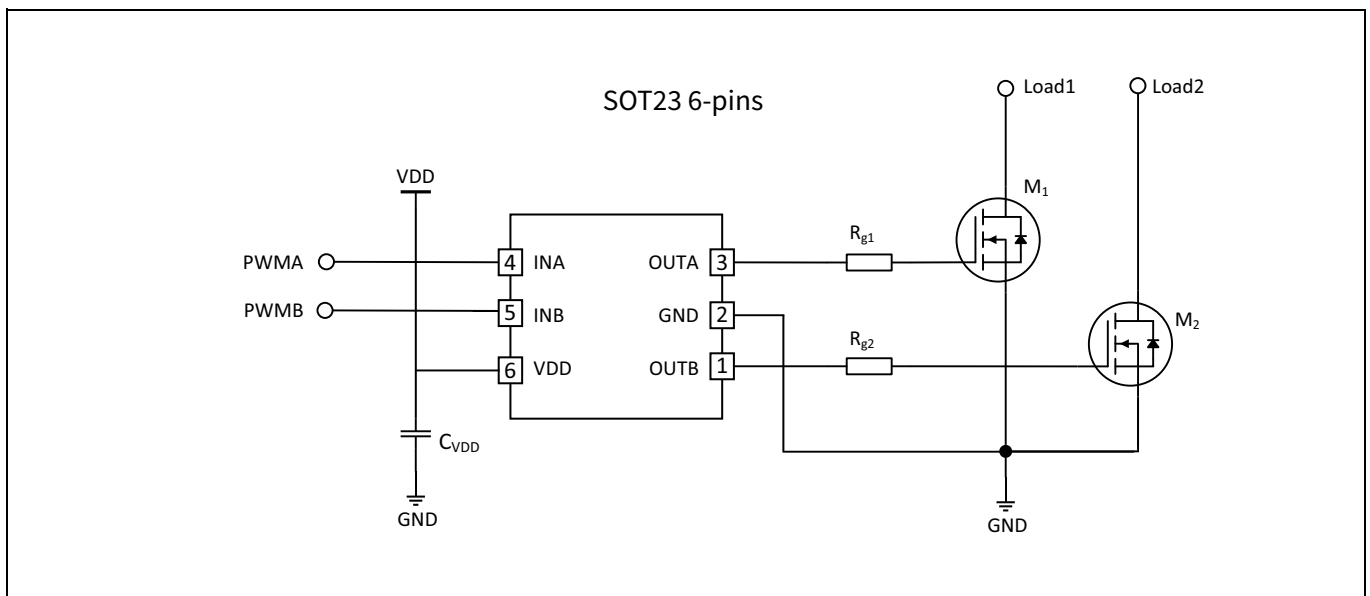 SOT23 6-pins
Load1
Load2
VDD
M1
Rg1
PWMA
4 INA
OUTA 3
PWMB
5 INB
GND 2
M2
Rg2
6 VDD
OUTB 1
CVDD
GND
GND